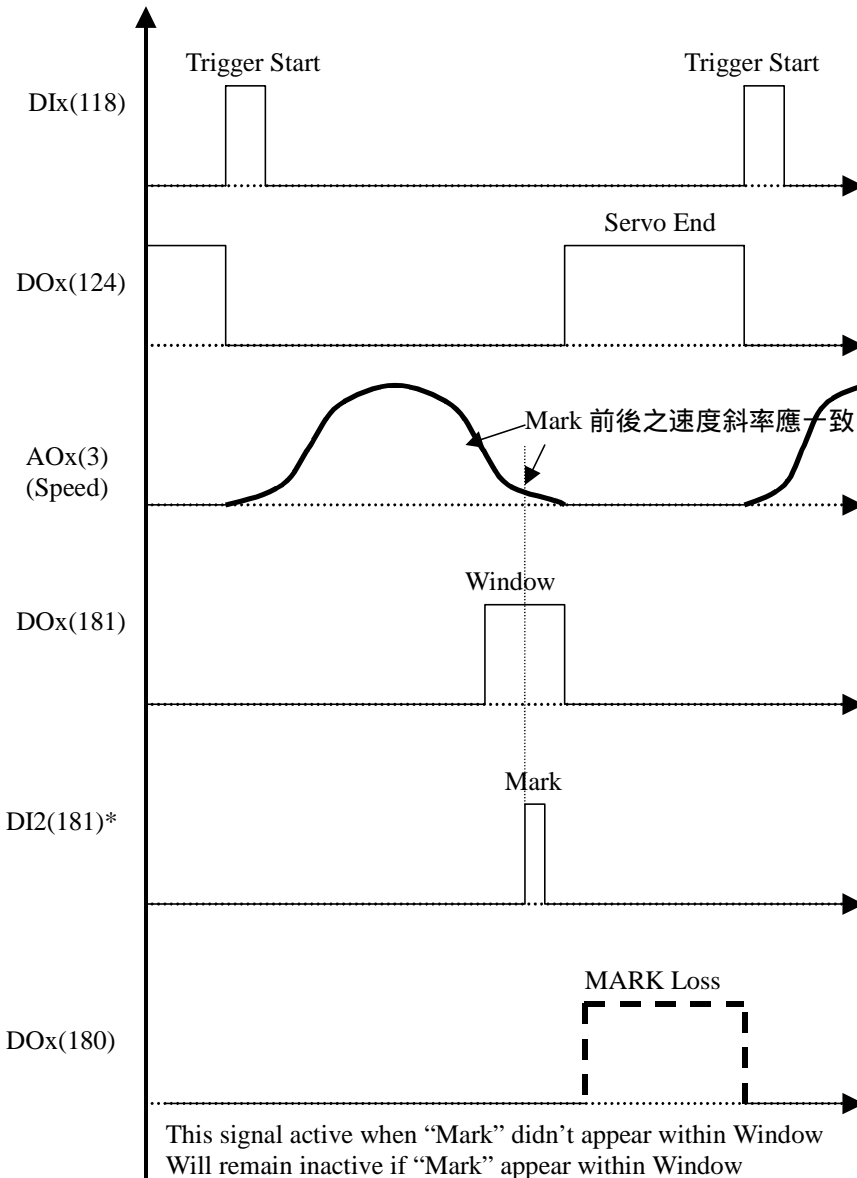 Trigger Start
Trigger Start
DIx(118)
Servo End
DOx(124)
Mark 前後之速度斜率應一致
AOx(3)
(Speed)
Window
DOx(181)
Mark
DI2(181)*
MARK Loss
DOx(180)
This signal active when “Mark” didn’t appear within Window
Will remain inactive if “Mark” appear within Window